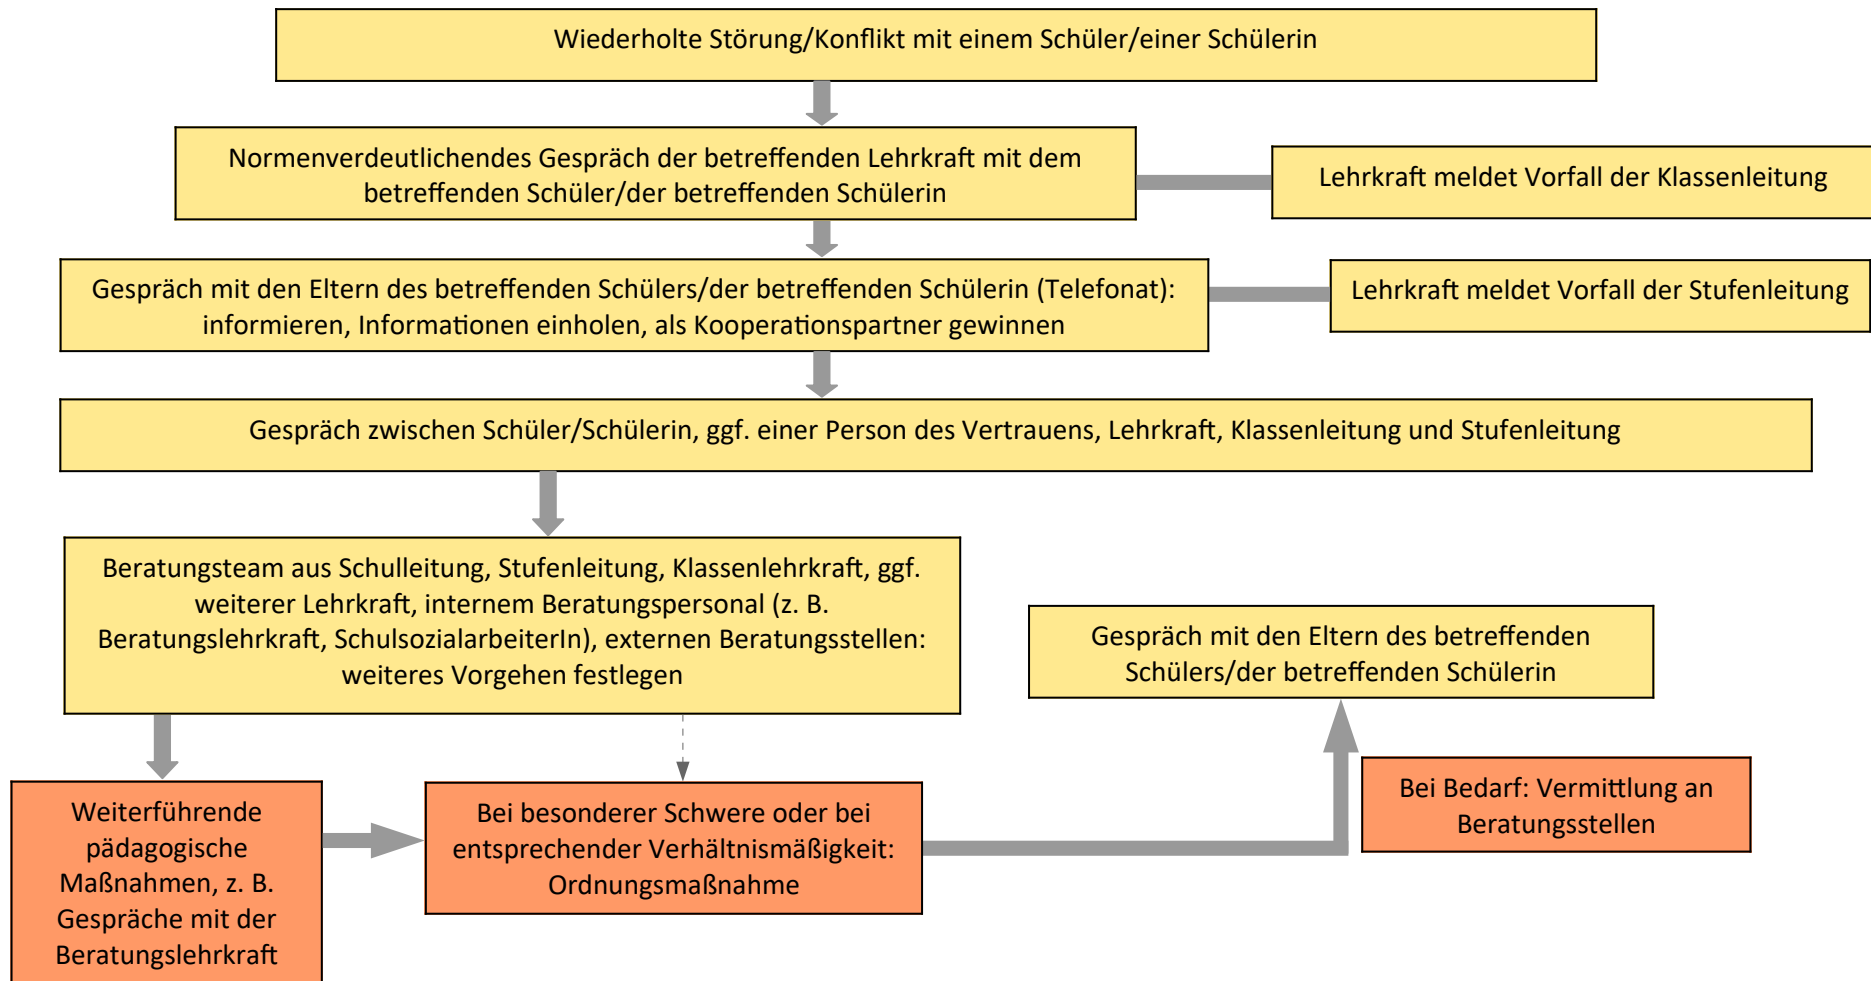 Wiederholte Störung/Konflikt mit einem Schüler/einer Schülerin
Normenverdeutlichendes Gespräch der betreffenden Lehrkraft mit dem
betreffenden Schüler/der betreffenden Schülerin
Lehrkraft meldet Vorfall der Klassenleitung
Gespräch mit den Eltern des betreffenden Schülers/der betreffenden Schülerin (Telefonat):
informieren, Informationen einholen, als Kooperationspartner gewinnen
Lehrkraft meldet Vorfall der Stufenleitung
Gespräch zwischen Schüler/Schülerin, ggf. einer Person des Vertrauens, Lehrkraft, Klassenleitung und Stufenleitung
Beratungsteam aus Schulleitung, Stufenleitung, Klassenlehrkraft, ggf.
weiterer Lehrkraft, internem Beratungspersonal (z. B.
Beratungslehrkraft, SchulsozialarbeiterIn), externen Beratungsstellen:
weiteres Vorgehen festlegen
Gespräch mit den Eltern des betreffenden
Schülers/der betreffenden Schülerin
Weiterführende
pädagogische
Maßnahmen, z. B.
Gespräche mit der
Beratungslehrkraft
Bei besonderer Schwere oder bei
entsprechender Verhältnismäßigkeit:
Ordnungsmaßnahme
Bei Bedarf: Vermittlung an
Beratungsstellen